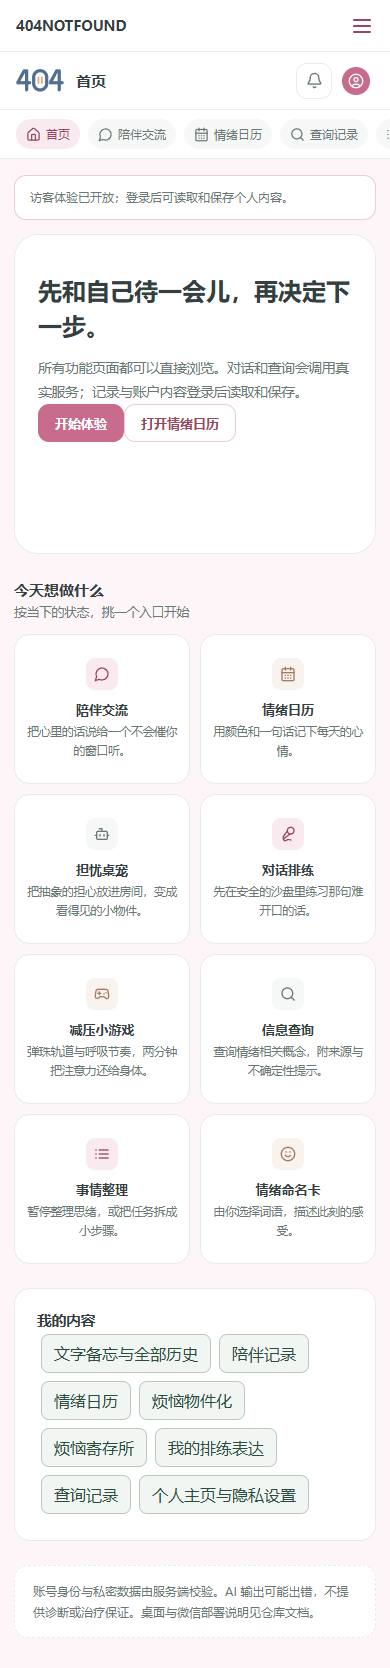 404NOTFOUND
404 首页
首页 陪伴交流 情绪日历 查询记录
访客体验已开放；登录后可读取和保存个人内容。
先和自己待一会儿，再决定下
一步。
所有功能页面都可以直接浏览。对话和查询会调用真
实服务；记录与账户内容登录后读取和保存。
开始体验 打开情绪日历
今天想做什么
按当下的状态，挑一个入口开始
陪伴交流
把心里的话说给一个不会催你
的窗口听。
情绪日历
用颜色和一句话记下每天的心
情。
担忧桌宠
把抽象的担心放进房间，变成
看得见的小物件。
对话排练
先在安全的沙盘里练习那句难
开口的话。
减压小游戏
弹珠轨道与呼吸节奏，两分钟
把注意力还给身体。
信息查询
查询情绪相关概念，附来源与
不确定性提示。
事情整理
暂停整理思绪，或把任务拆成
小步骤。
情绪命名卡
由你选择词语，描述此刻的感
受。
我的内容
文字备忘与全部历史 陪伴记录
情绪日历 烦恼物件化
烦恼寄存所 我的排练表达
查询记录 个人主页与隐私设置
账号身份与私密数据由服务端校验。AI 输出可能出错，不提
供诊断或治疗保证。桌面与微信部署说明见仓库文档。